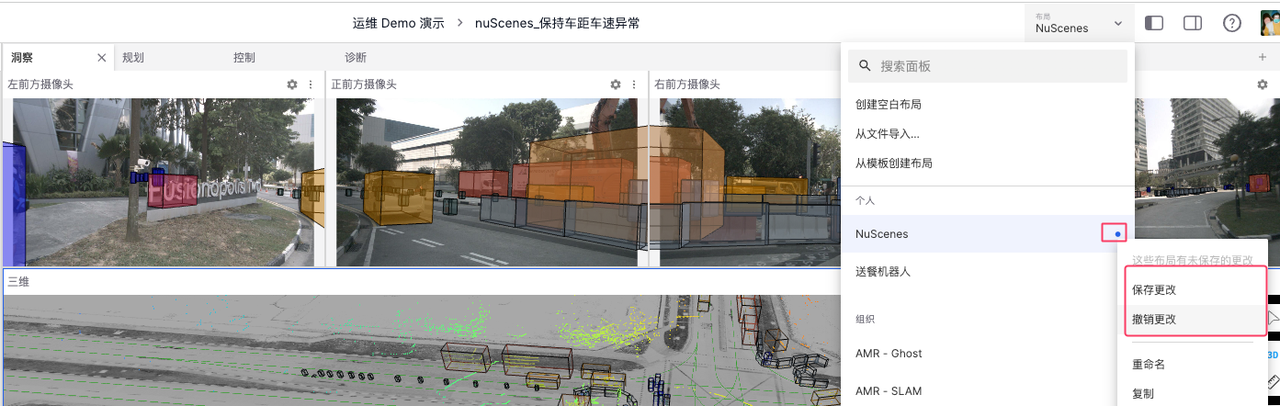 运维 Demo 演示 > nuScenes_保持车距车速异常
布局
NuScenes
洞察
规划
控制
诊断
左前方摄像头
正前方摄像头
右前方摄像头
搜索面板
创建空白布局
从文件导入...
从模板创建布局
个人
NuScenes
送餐机器人
组织
AMR - Ghost
AMR - SLAM
这些布局有未保存的更改
保存更改
撤销更改
重命名
复制
三维
3D
Fusionopolis